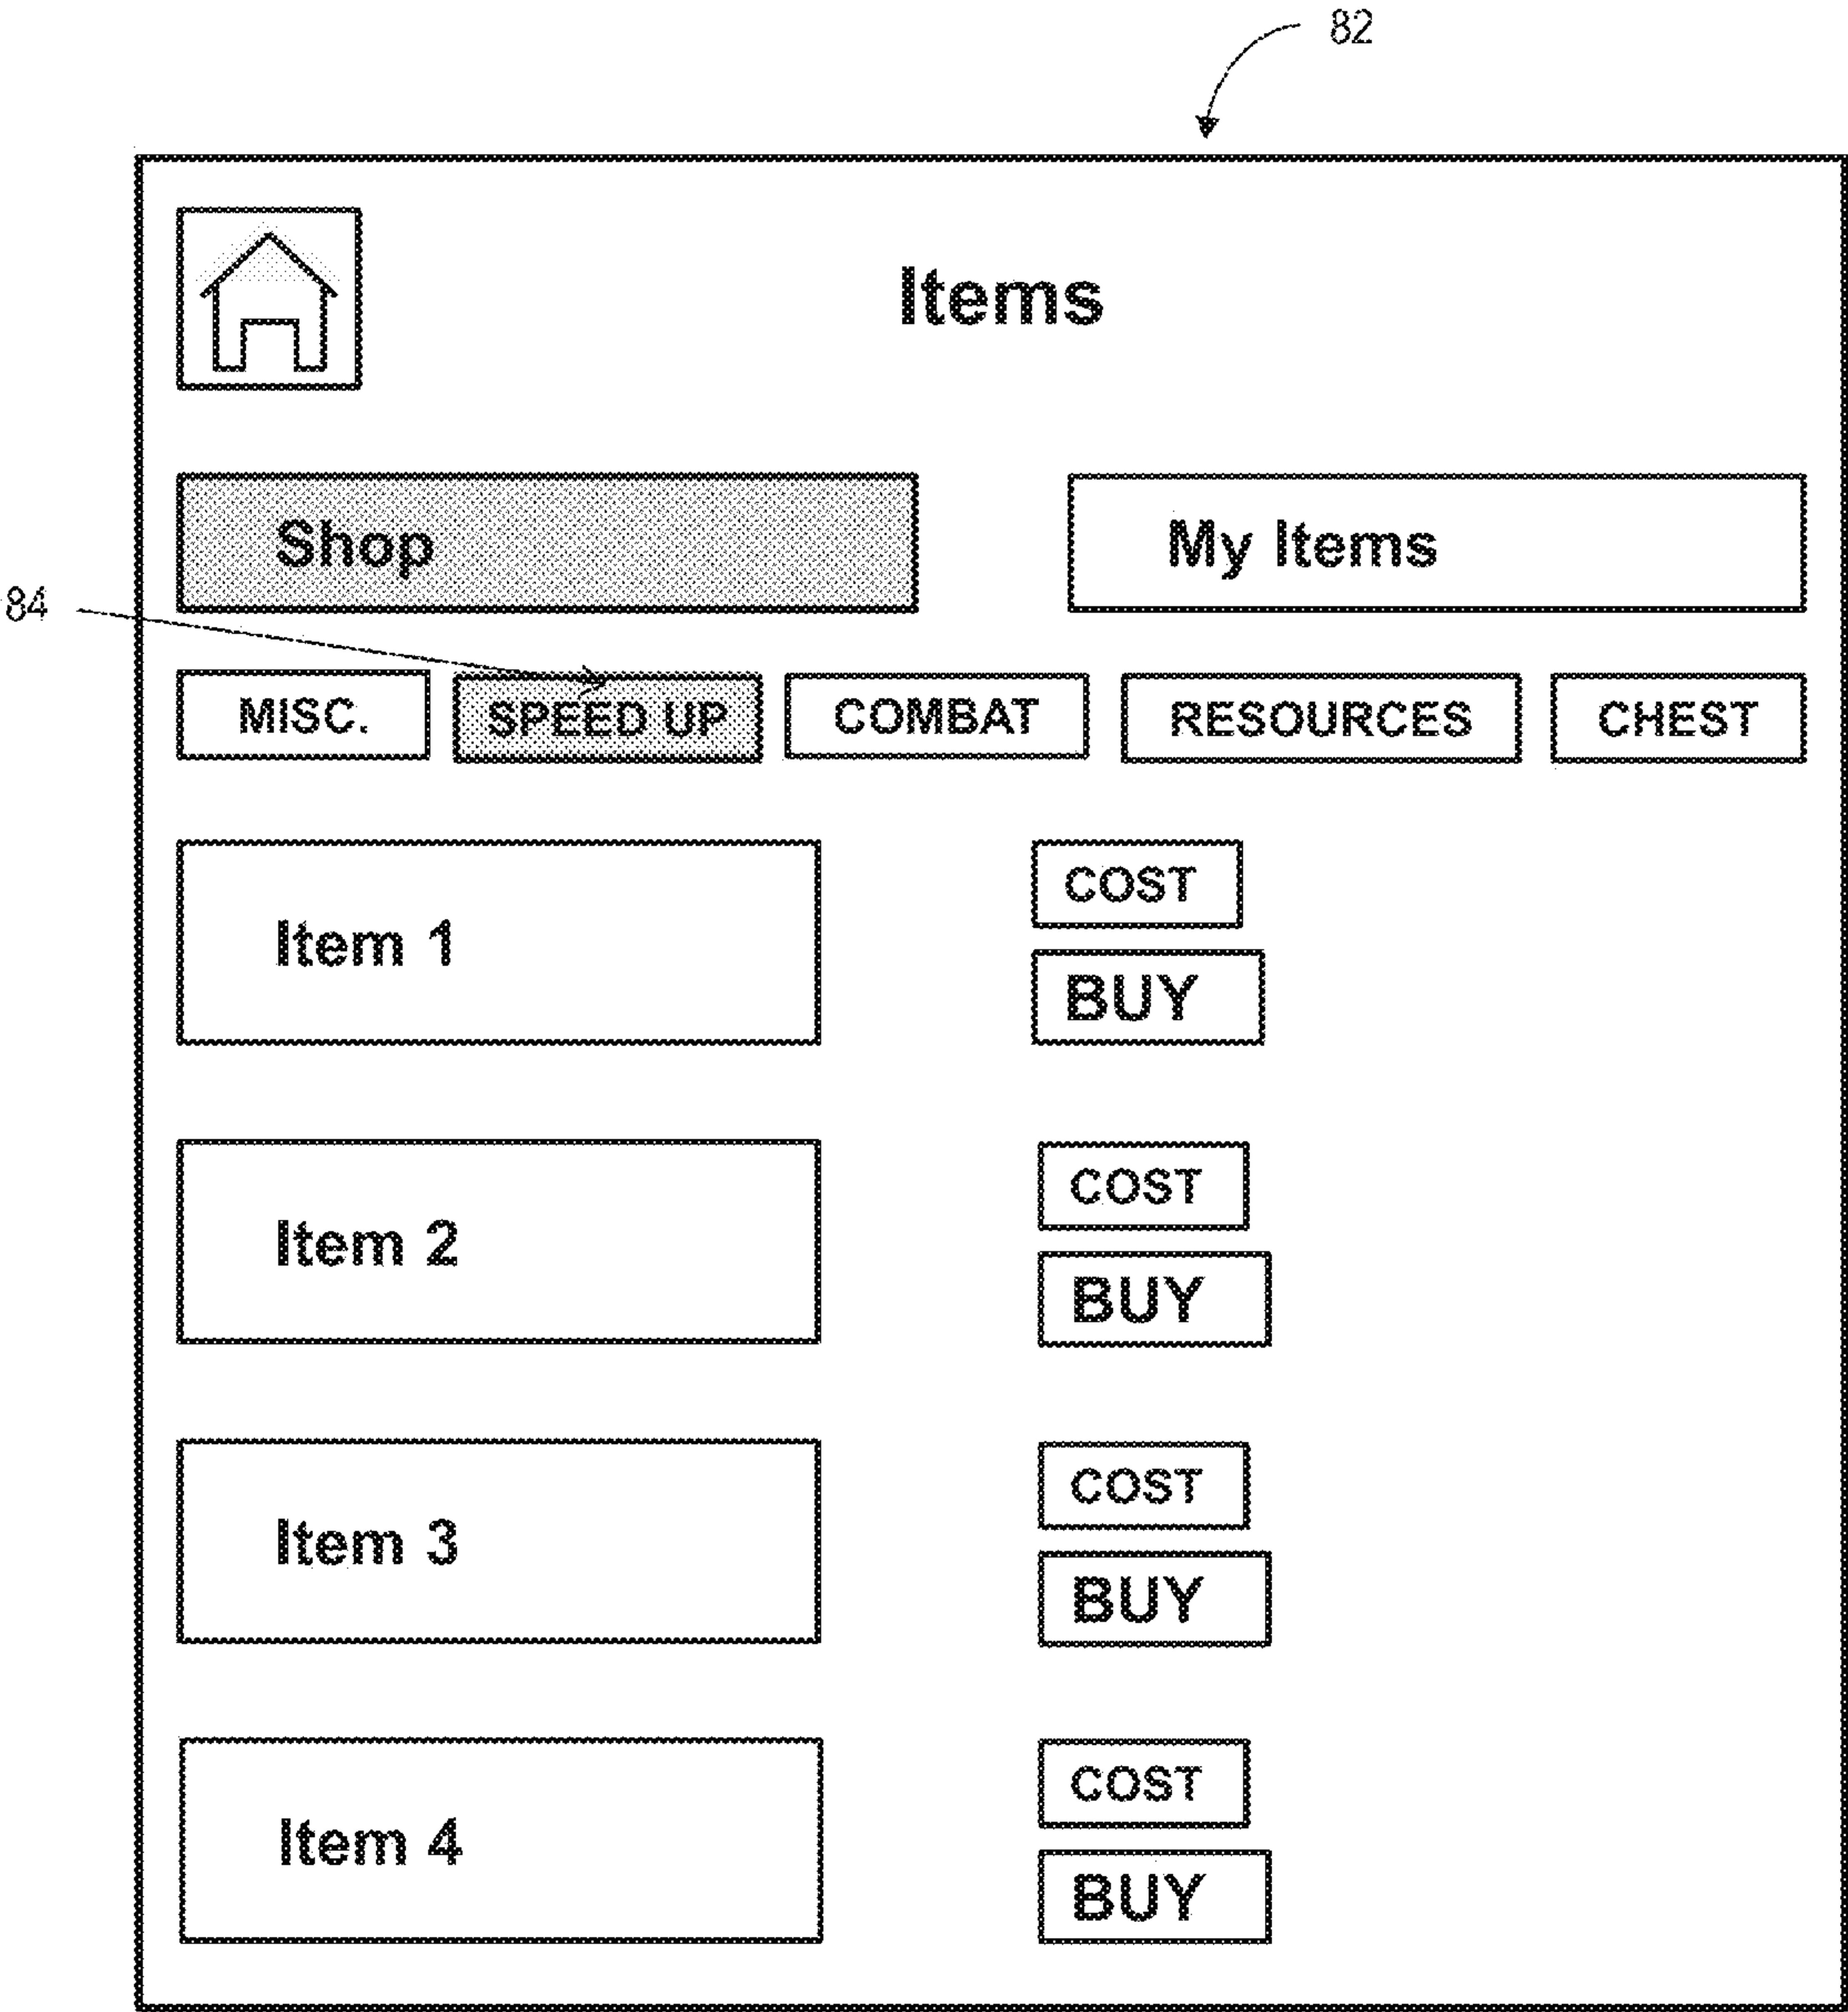 82
Items
Shop My Items
84
MISC. SPEED UP COMBAT RESOURCES CHEST
Item 1
COST
BUY
Item 2
COST
BUY
Item 3
COST
BUY
Item 4
COST
BUY